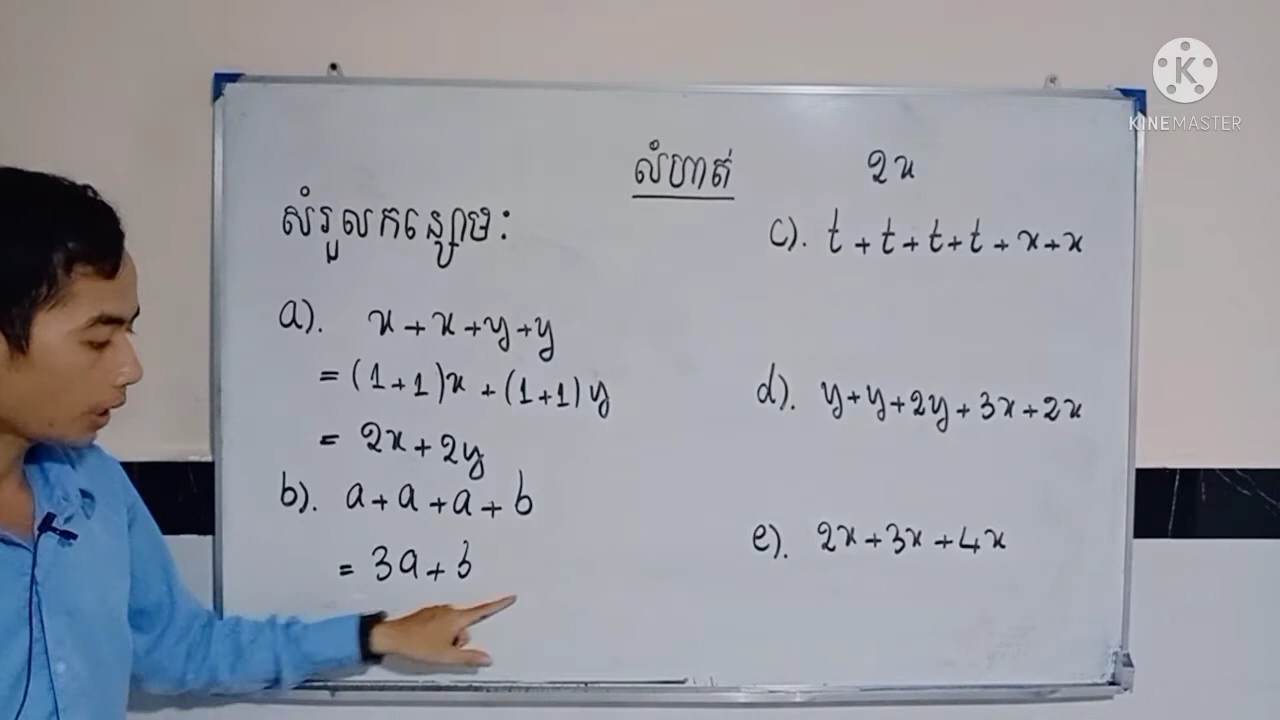 លំហាត់
2x
សំរួលកន្សោម:
a). x + x + y + y
= (1+1)x + (1+1)y
= 2x + 2y
b). a + a + a + b
= 3a + b
c). t + t + t + t + x + x
d). y + y + 2y + 3x + 2x
e). 2x + 3x + 4x
K
KINEMASTER